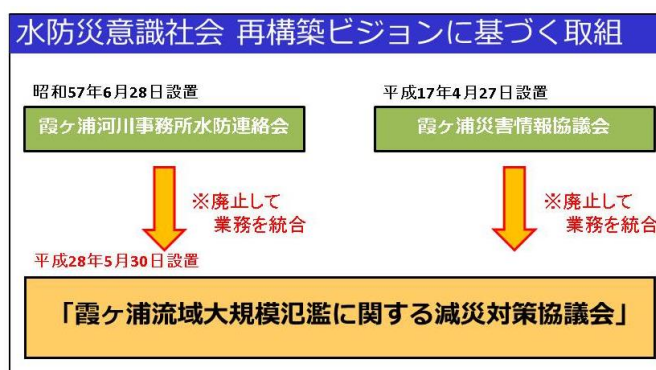 水防災意識社会 再構築ビジョンに基づく取組
昭和57年6月28日設置
平成17年4月27日設置
霞ヶ浦河川事務所水防連絡会
霞ヶ浦災害情報協議会
※廃止して
業務を統合
※廃止して
業務を統合
平成28年5月30日設置
「霞ヶ浦流域大規模氾濫に関する減災対策協議会」